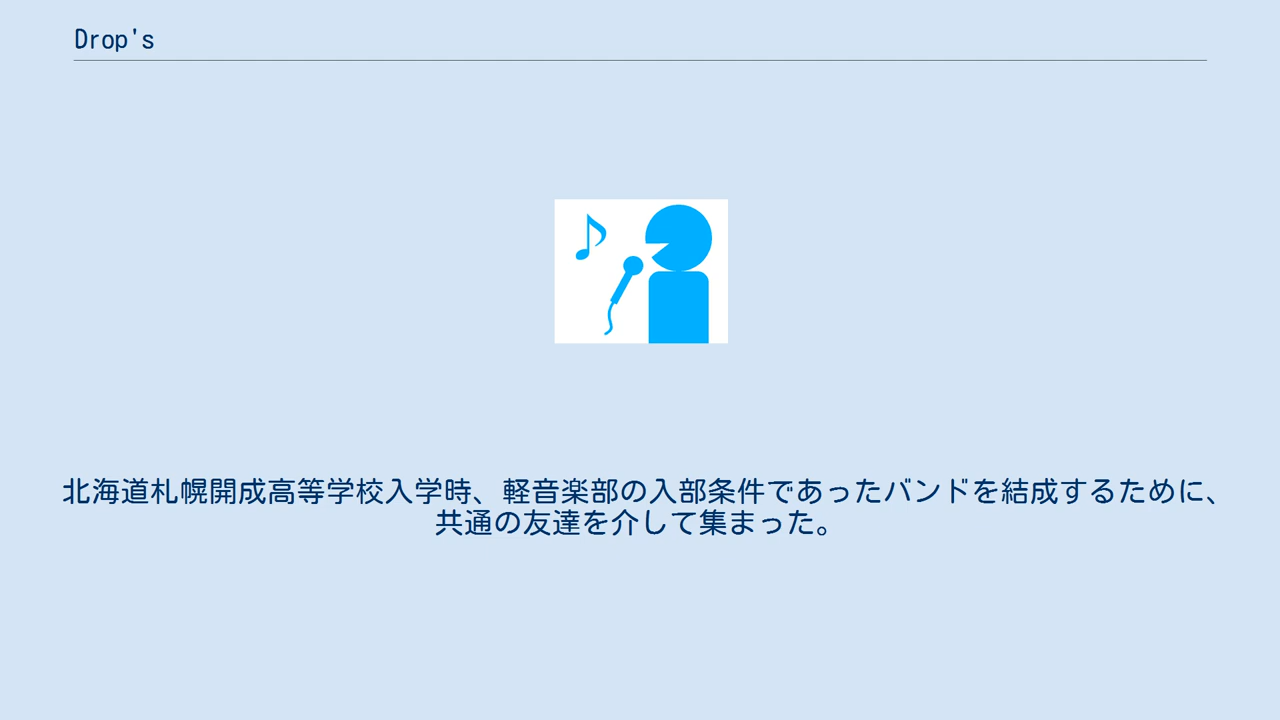 Drop's
北海道札幌開成高等学校入学時、軽音楽部の入部条件であったバンドを結成するために、
共通の友達を介して集まった。